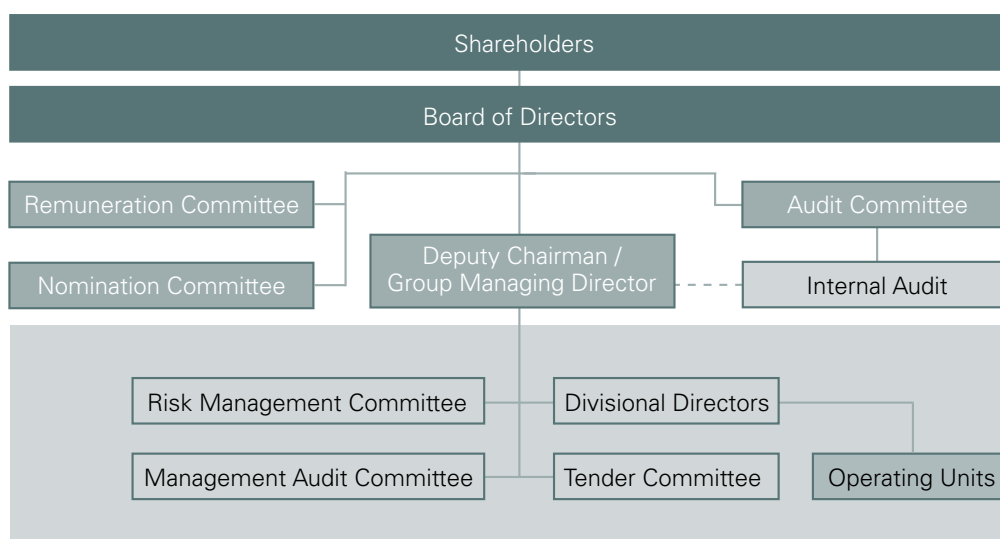 Shareholders
Board of Directors
Remuneration Committee
Audit Committee
Deputy Chairman /
Group Managing Director
Nomination Committee
Internal Audit
Risk Management Committee
Divisional Directors
Management Audit Committee
Tender Committee
Operating Units